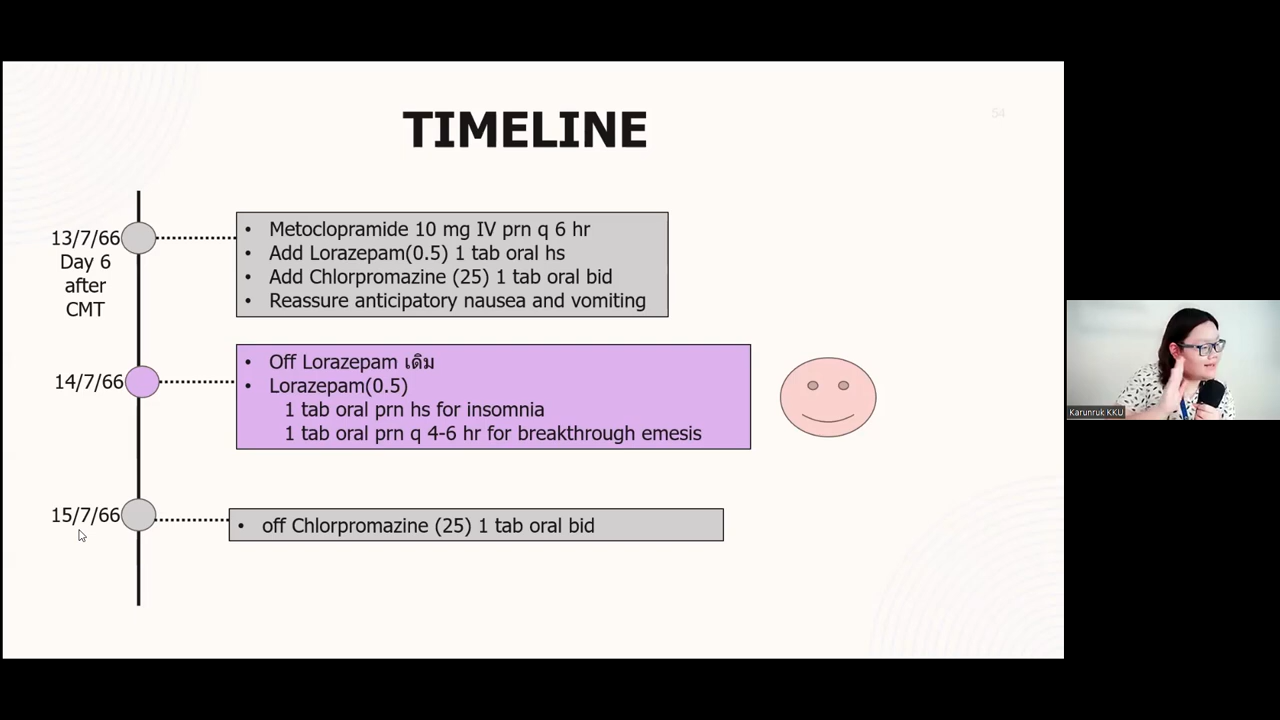 54
TIMELINE
13/7/66
Day 6
after
CMT
• Metoclopramide 10 mg IV prn q 6 hr
• Add Lorazepam(0.5) 1 tab oral hs
• Add Chlorpromazine (25) 1 tab oral bid
• Reassure anticipatory nausea and vomiting
14/7/66
• Off Lorazepam เดิม
• Lorazepam(0.5)
1 tab oral prn hs for insomnia
1 tab oral prn q 4-6 hr for breakthrough emesis
15/7/66
• off Chlorpromazine (25) 1 tab oral bid
Karunruk KKU